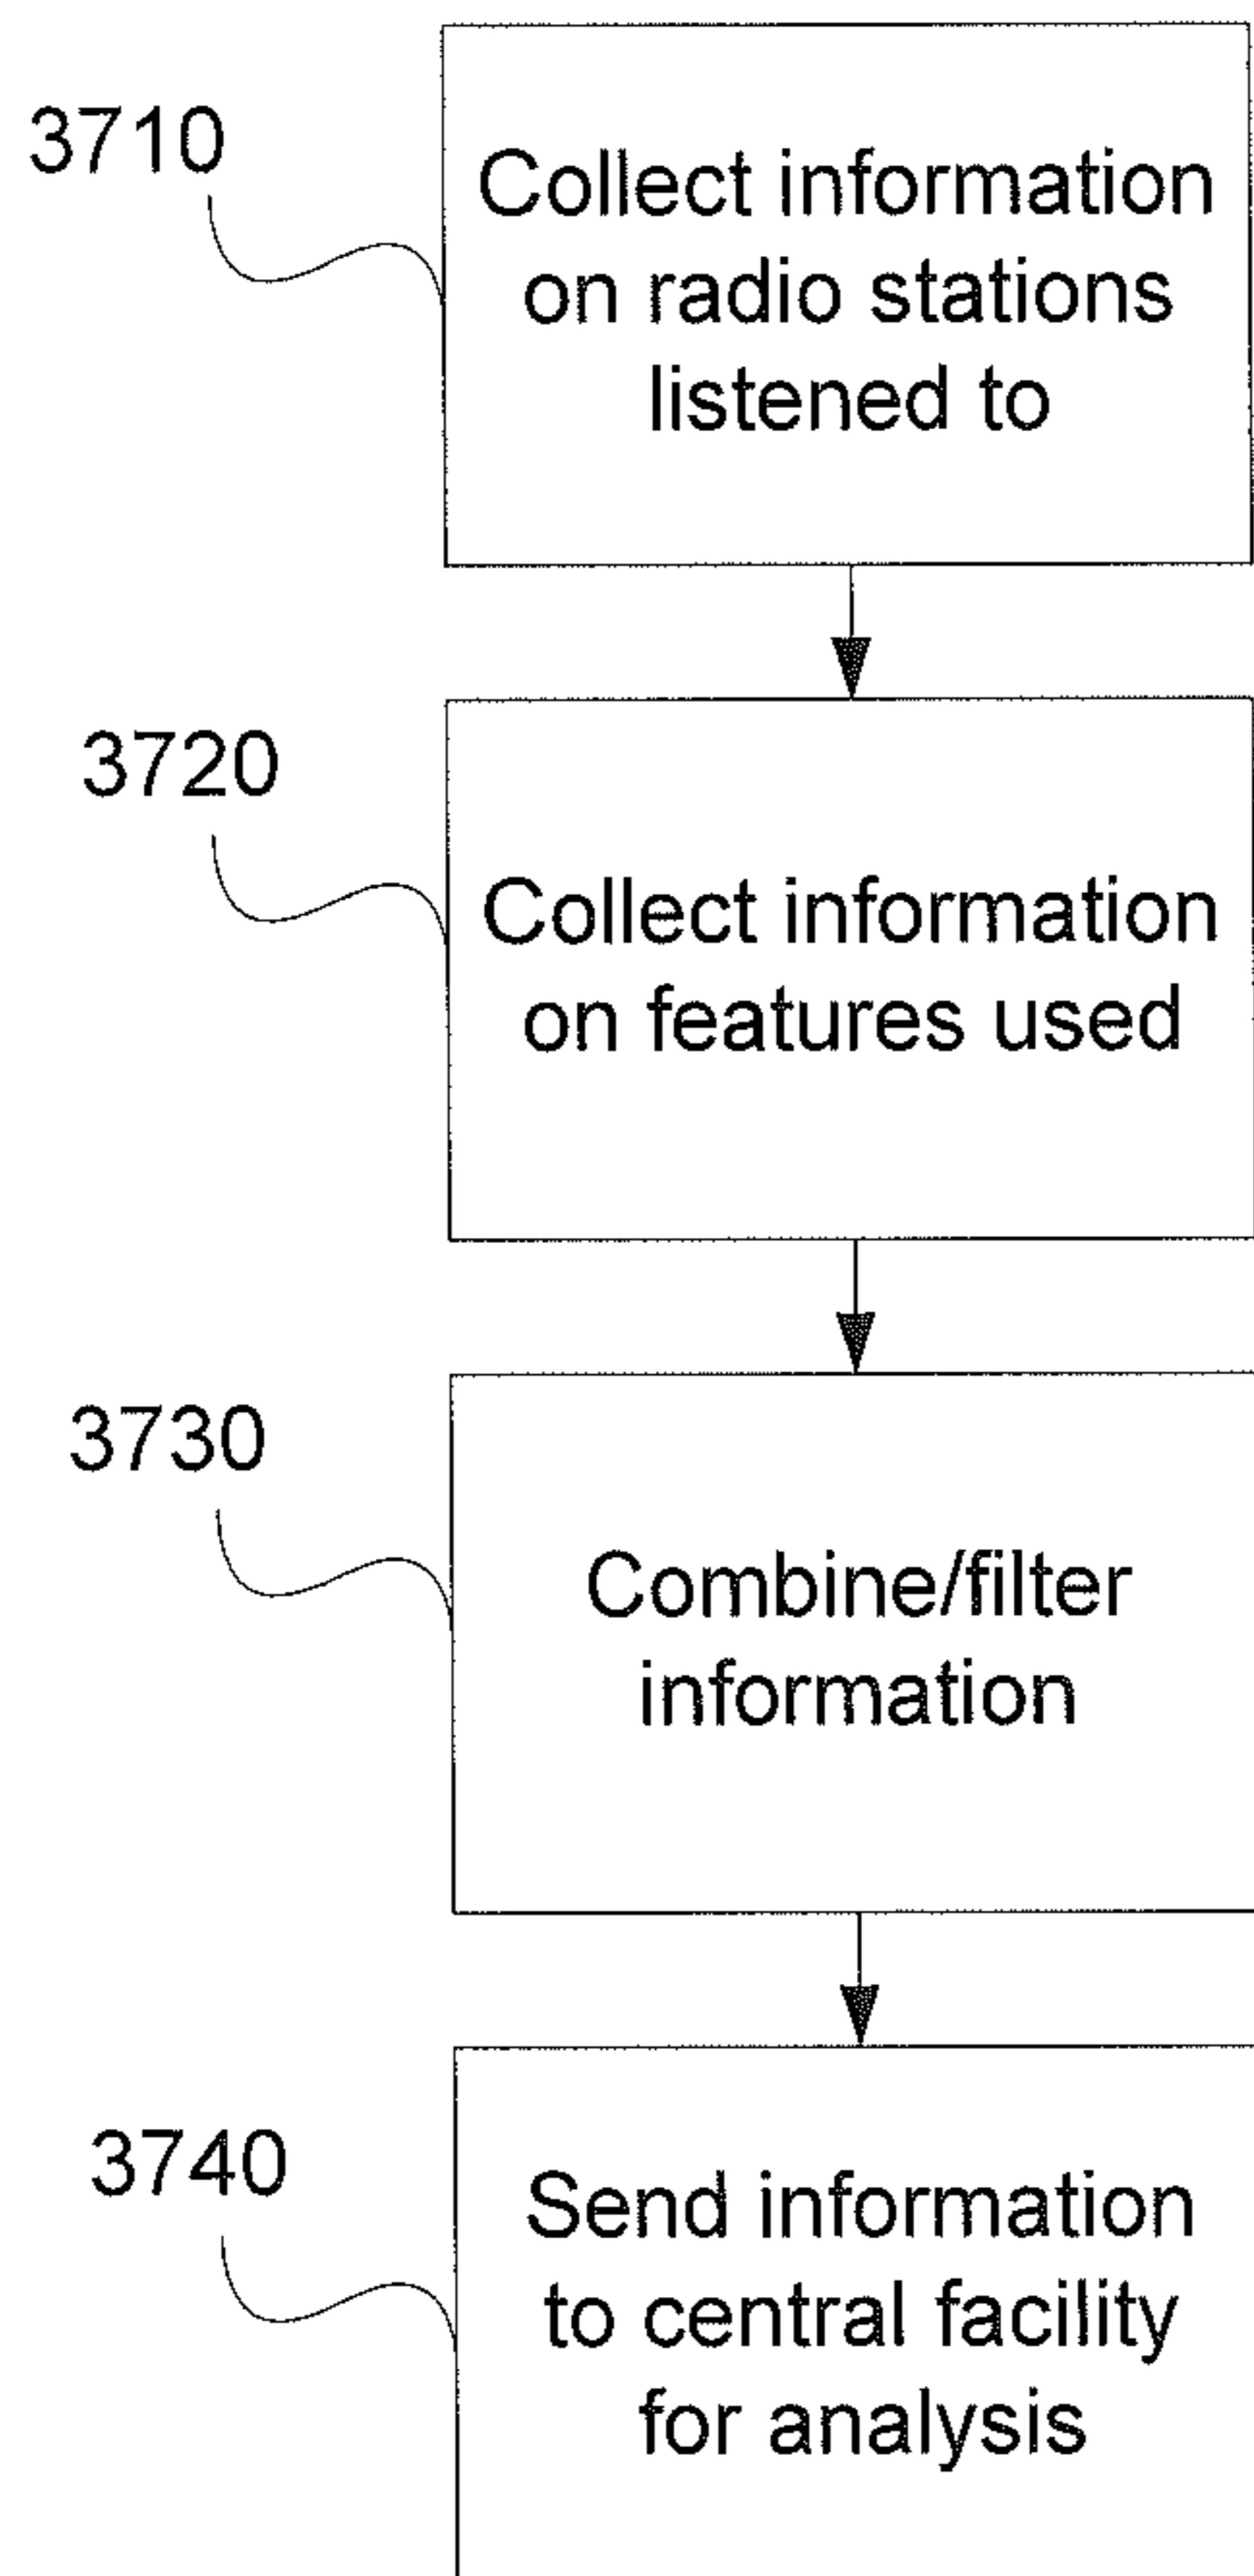 3710
Collect information
on radio stations
listened to
3720
Collect information
on features used
3730
Combine/filter
information
3740
Send information
to central facility
for analysis